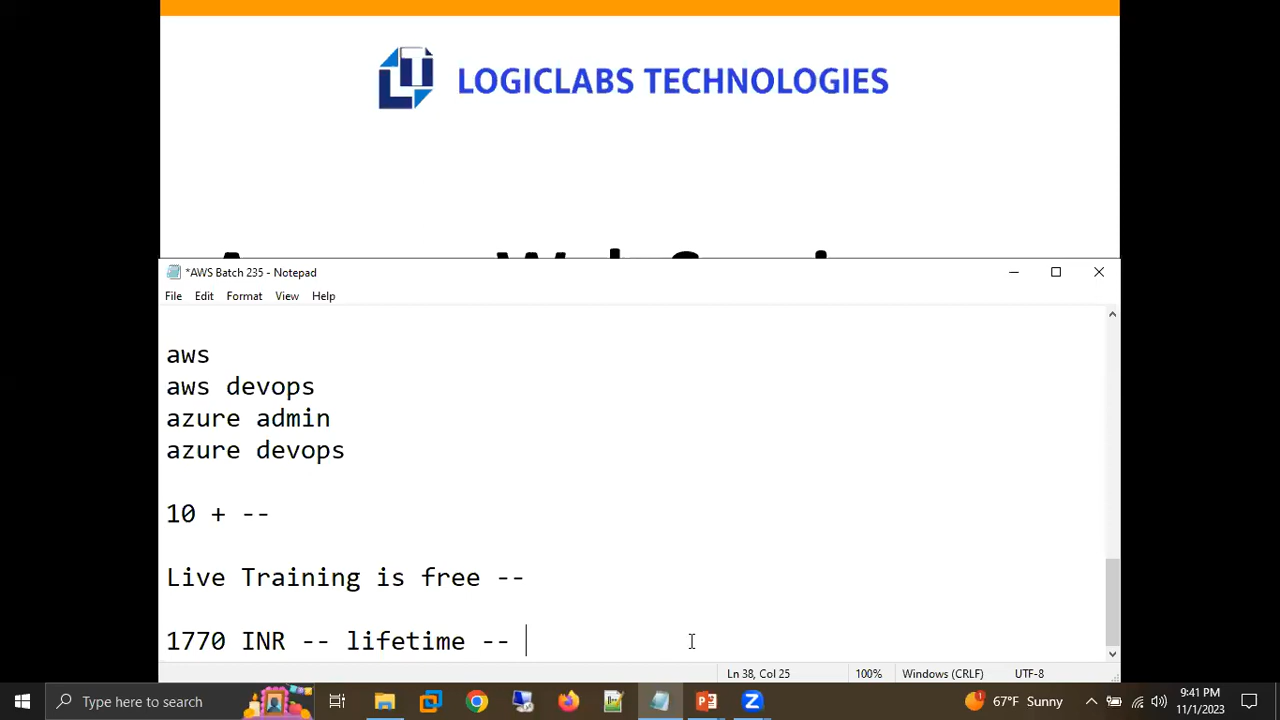 LOGICLABS TECHNOLOGIES
*AWS Batch 235 - Notepad
File Edit Format View Help
aws
aws devops
azure admin
azure devops
10 + --
Live Training is free --
1770 INR -- lifetime --
Ln 38, Col 25 100% Windows (CRLF) UTF-8
Type here to search
67°F Sunny
9:41 PM
11/1/2023